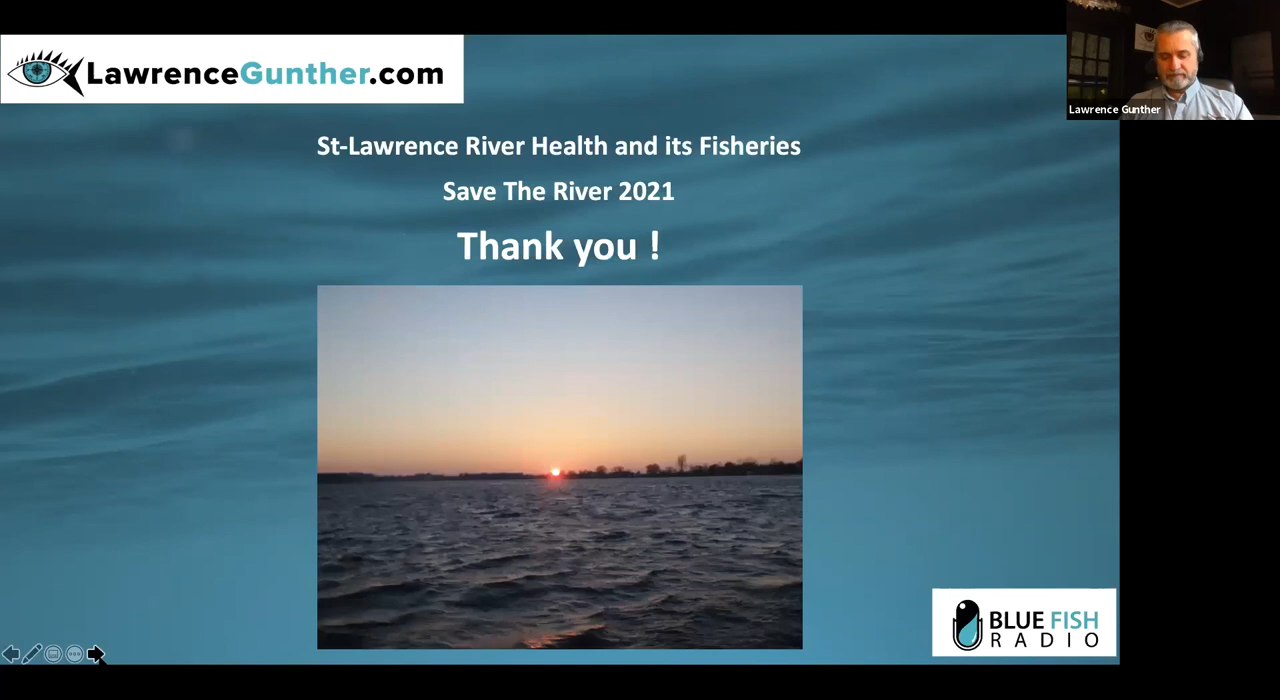 LawrenceGunther.com
Lawrence Gunther
St-Lawrence River Health and its Fisheries
Save The River 2021
Thank you !
BLUE FISH
RADIO